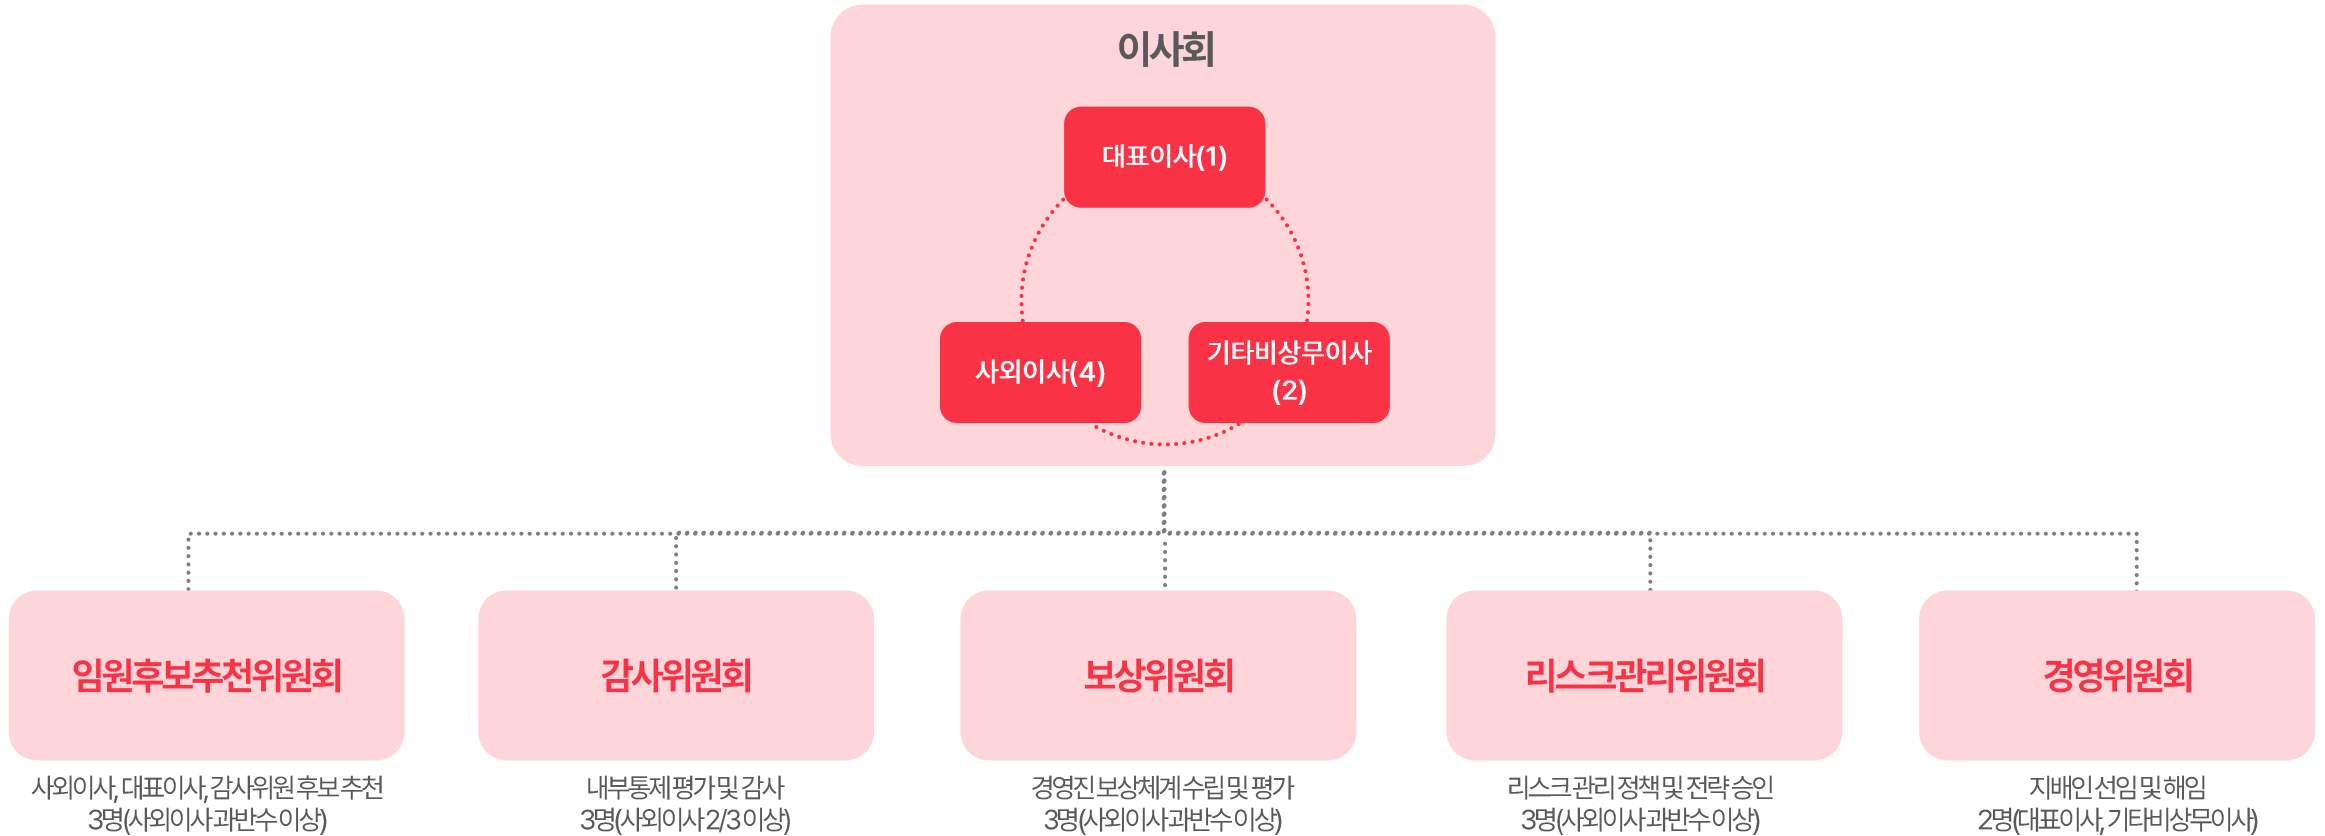 이사회
대표이사(1)
사외이사(4)
기타비상무이사
(2)
임원후보추천위원회
감사위원회
보상위원회
리스크관리위원회
경영위원회
사외이사, 대표이사, 감사위원 후보 추천
3명(사외이사 과반수 이상)
내부통제 평가 및 감사
3명(사외이사 2/3 이상)
경영진 보상체계 수립 및 평가
3명(사외이사 과반수 이상)
리스크 관리 정책 및 전략 승인
3명(사외이사 과반수 이상)
지배인 선임 및 해임
2명(대표이사, 기타비상무이사)